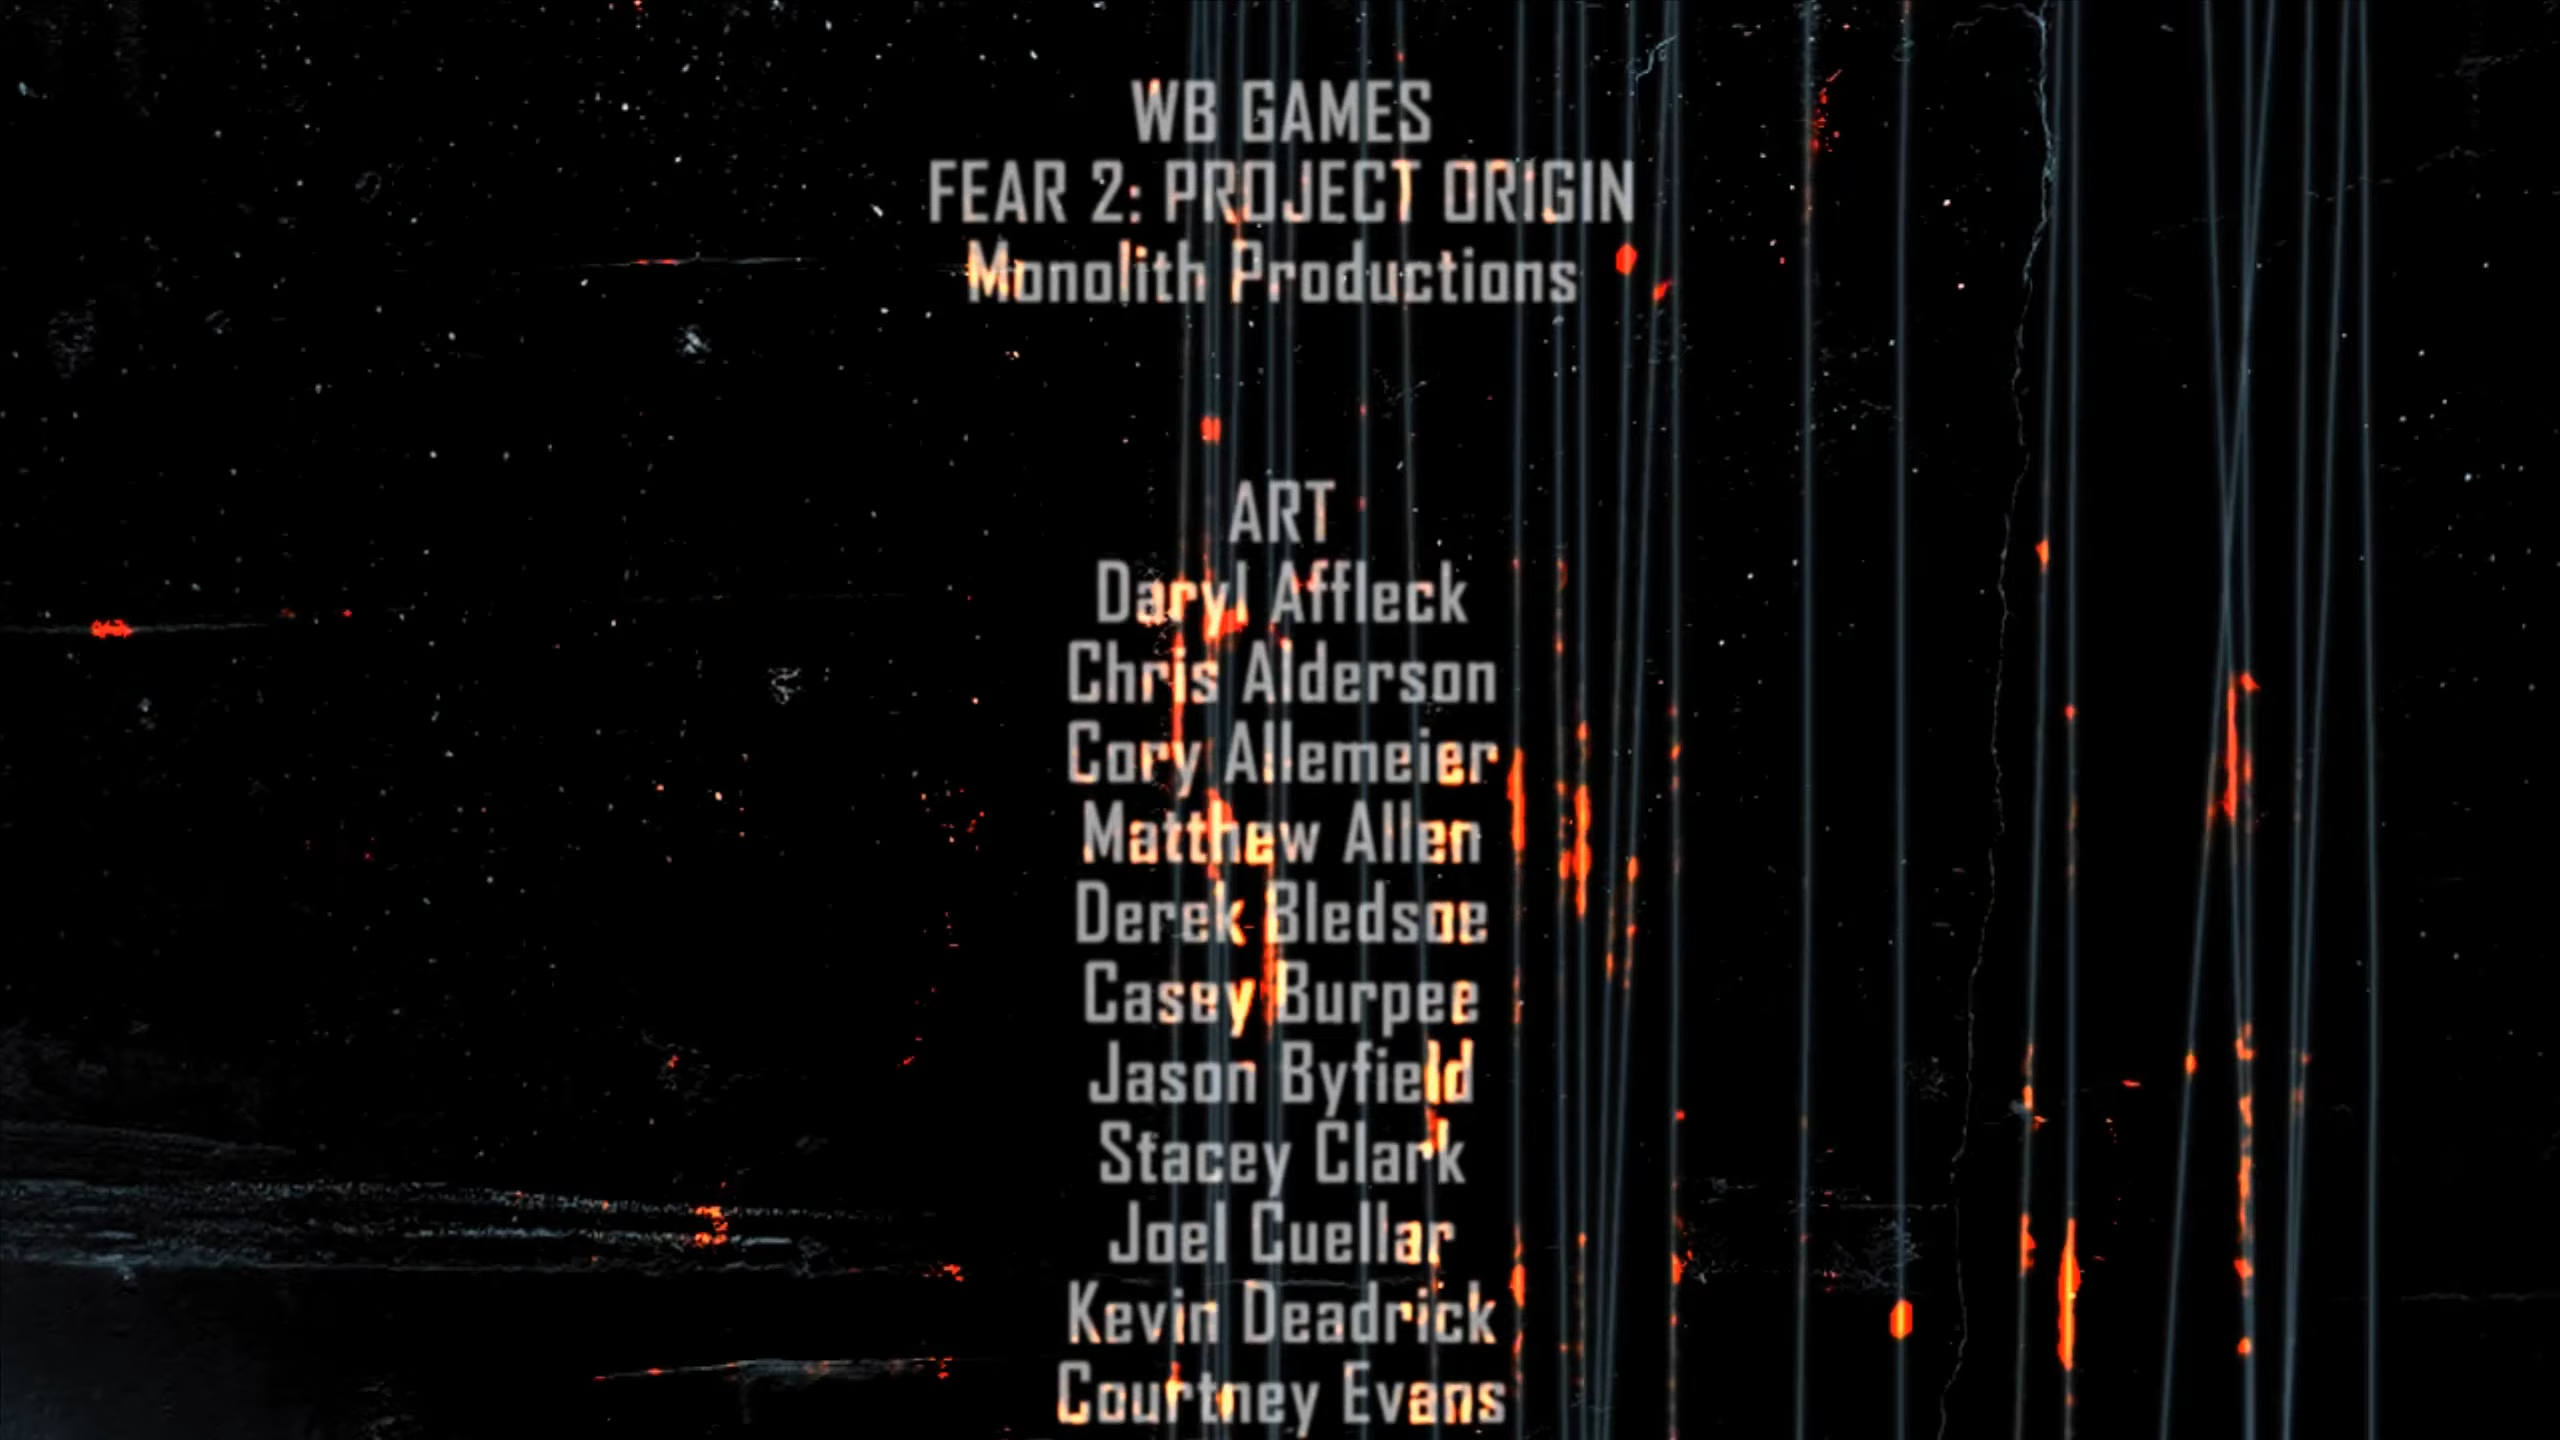 WB GAMES
FEAR 2: PROJECT ORIGIN
Monolith Productions
ART
Daryl Affleck
Chris Alderson
Cory Allemeier
Matthew Allen
Derek Bledsoe
Casey Burpee
Jason Byfield
Stacey Clark
Joel Cuellar
Kevin Deadrick
Courtney Evans